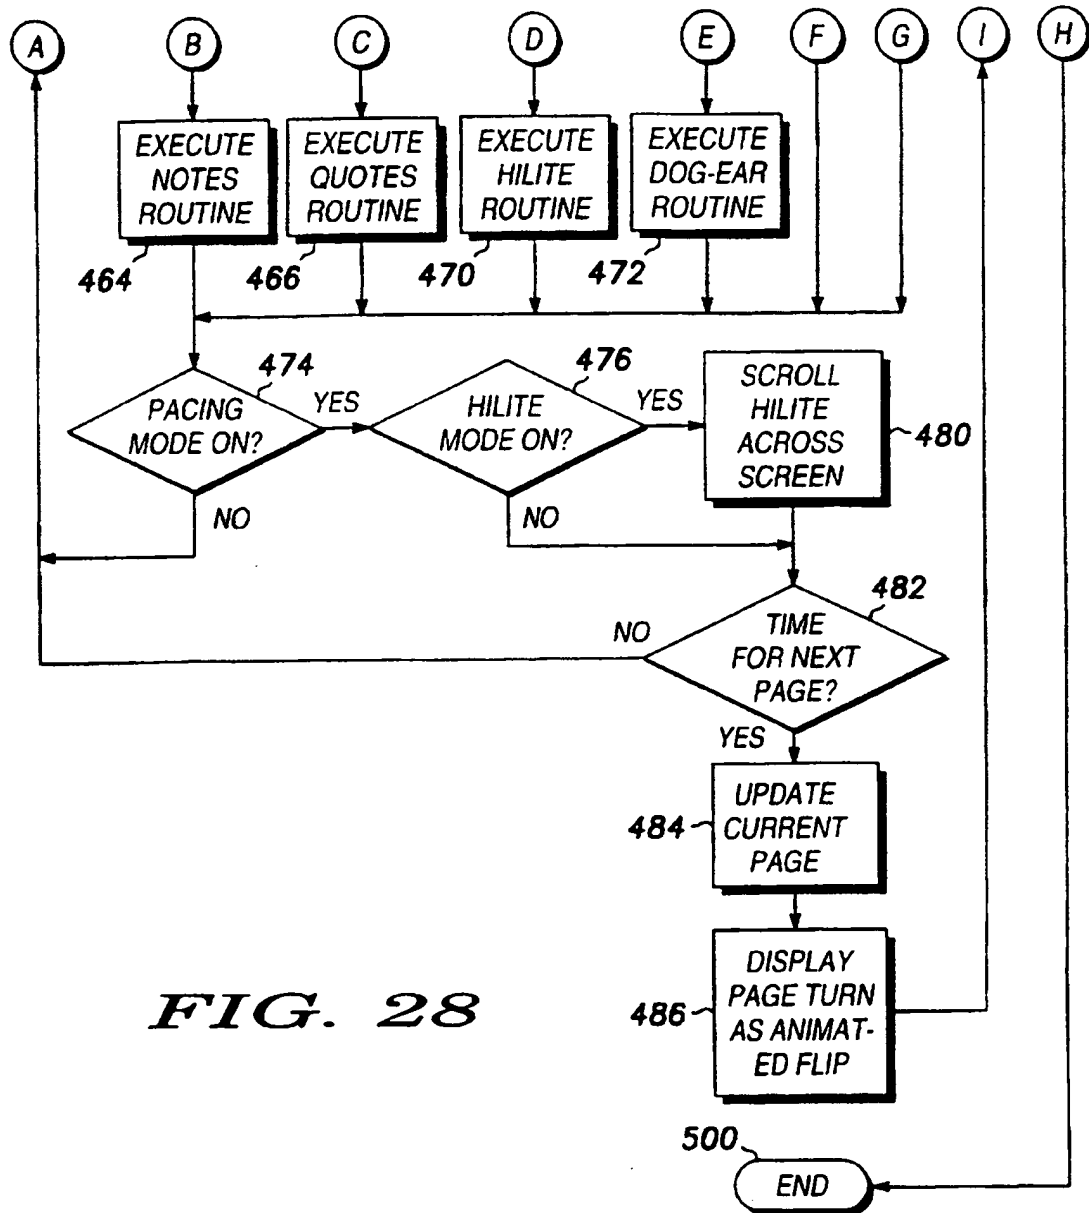 A B C D E F G I H
EXECUTE
NOTES
ROUTINE
464
EXECUTE
QUOTES
ROUTINE
466
EXECUTE
HILITE
ROUTINE
470
EXECUTE
DOG-EAR
ROUTINE
472
PACING
MODE ON?
474
YES
NO
HILITE
MODE ON?
476
YES
NO
SCROLL
HILITE
ACROSS
SCREEN
480
TIME
FOR NEXT
PAGE?
482
NO
YES
UPDATE
CURRENT
PAGE
484
DISPLAY
PAGE TURN
AS ANIMAT-
ED FLIP
486
FIG. 28
500
END